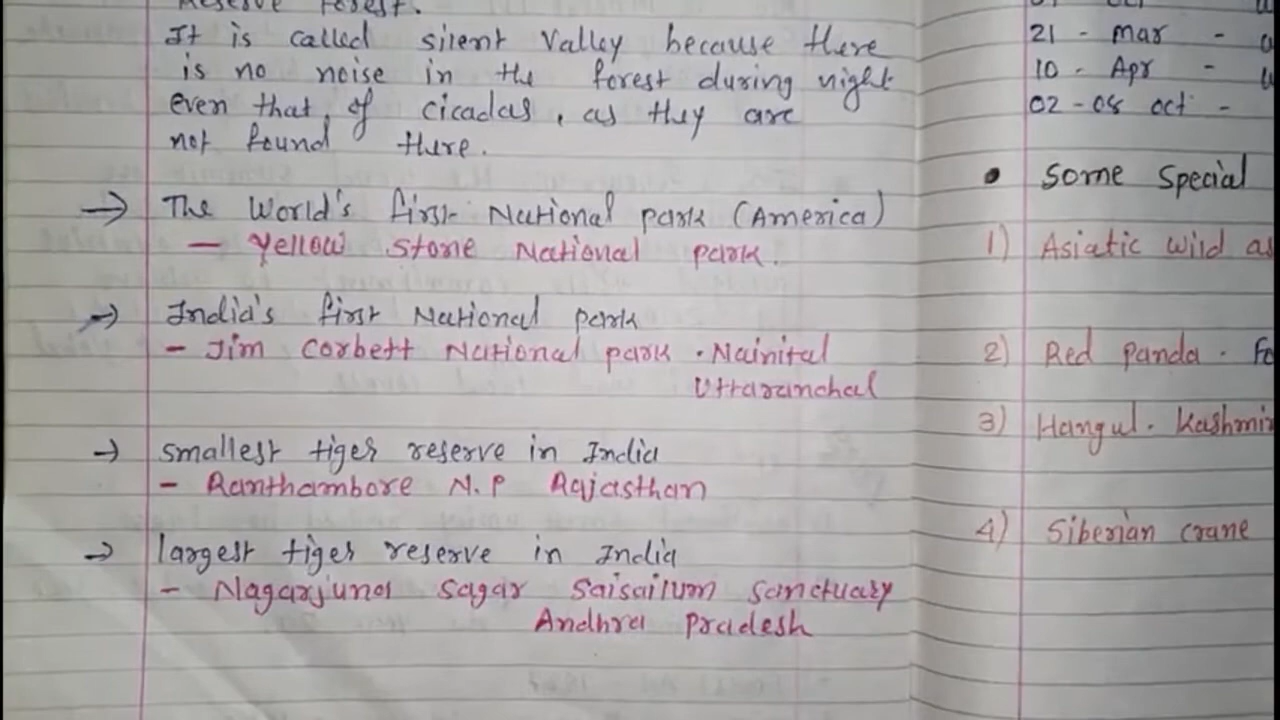 Reserve Forest.
It is called silent Valley because there
is no noise in the forest during night
even that of cicadas, as they are
not found there.
→ The World's first National park (America)
- Yellow Stone National park.
→ India's first National park
- Jim Corbett National park. Nainital
Uttaranchal
→ smallest tiger reserve in India
- Ranthambore N.P Rajasthan
→ largest tiger reserve in India
- Nagarjuna Sagar Saisailum Sanctuary
Andhra Pradesh
21 - mar -
10 - Apr -
02-08 oct -
• Some Special
1) Asiatic wild as
2) Red Panda. Fo
3) Hangul. Kashmir
4) Siberian Crane